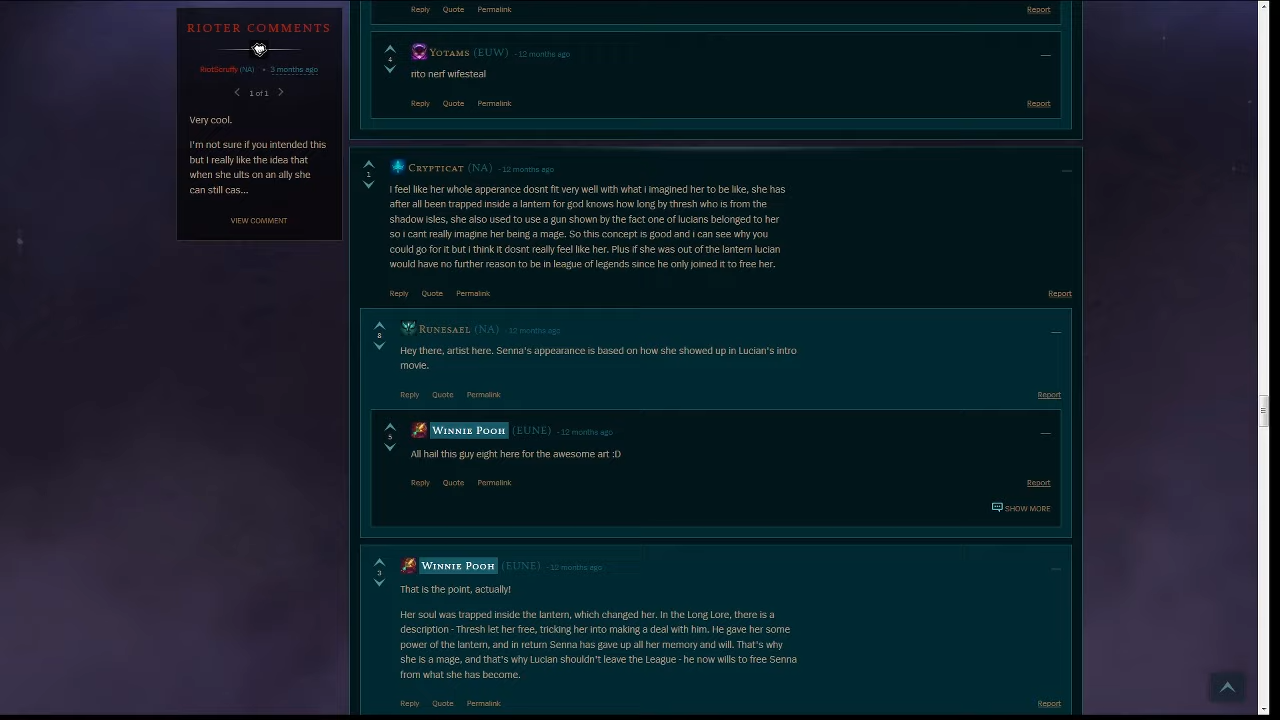 RIOTER COMMENTS
RiotScruffy (NA) • 3 months ago
1 of 1
Very cool.
I'm not sure if you intended this
but I really like the idea that
when she ults on an ally she
can still cas...
VIEW COMMENT
Reply Quote Permalink Report
4
YOTAMS (EUW) - 12 months ago
rito nerf wifesteal
Reply Quote Permalink Report
1
CRYPTICAT (NA) - 12 months ago
I feel like her whole apperance dosnt fit very well with what i imagined her to be like, she has
after all been trapped inside a lantern for god knows how long by thresh who is from the
shadow isles, she also used to use a gun shown by the fact one of lucians belonged to her
so i cant really imagine her being a mage. So this concept is good and i can see why you
could go for it but i think it dosnt really feel like her. Plus if she was out of the lantern lucian
would have no further reason to be in league of legends since he only joined it to free her.
Reply Quote Permalink Report
8
RUNESAEL (NA) - 12 months ago
Hey there, artist here. Senna's appearance is based on how she showed up in Lucian's intro
movie.
Reply Quote Permalink Report
5
WINNIE POOH (EUNE) - 12 months ago
All hail this guy eight here for the awesome art :D
Reply Quote Permalink Report
SHOW MORE
3
WINNIE POOH (EUNE) - 12 months ago
That is the point, actually!
Her soul was trapped inside the lantern, which changed her. In the Long Lore, there is a
description - Thresh let her free, tricking her into making a deal with him. He gave her some
power of the lantern, and in return Senna has gave up all her memory and will. That's why
she is a mage, and that's why Lucian shouldn't leave the League - he now wills to free Senna
from what she has become.
Reply Quote Permalink Report